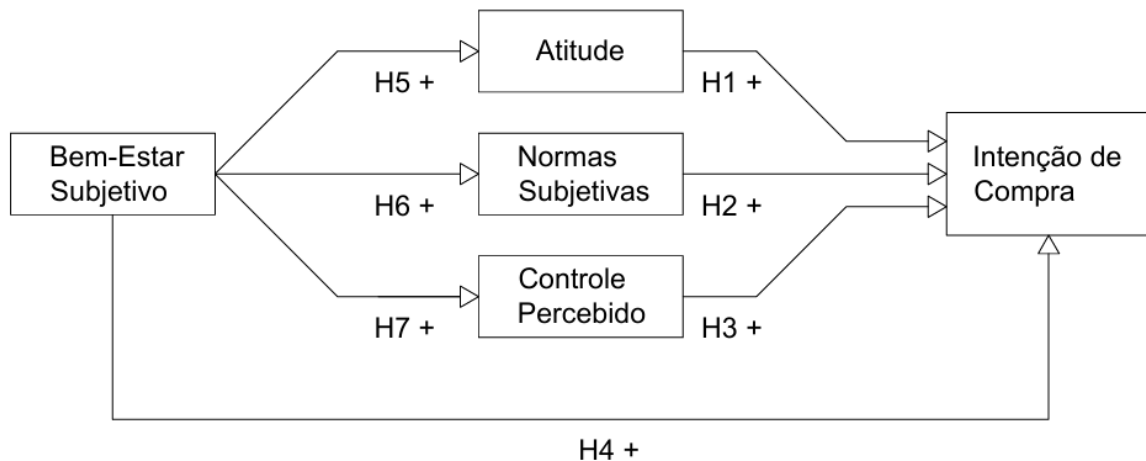 Atitude
H5 +
H1 +
Bem-Estar
Subjetivo
Normas
Subjetivas
Intenção de
Compra
H6 +
H2 +
Controle
Percebido
H7 +
H3 +
H4 +